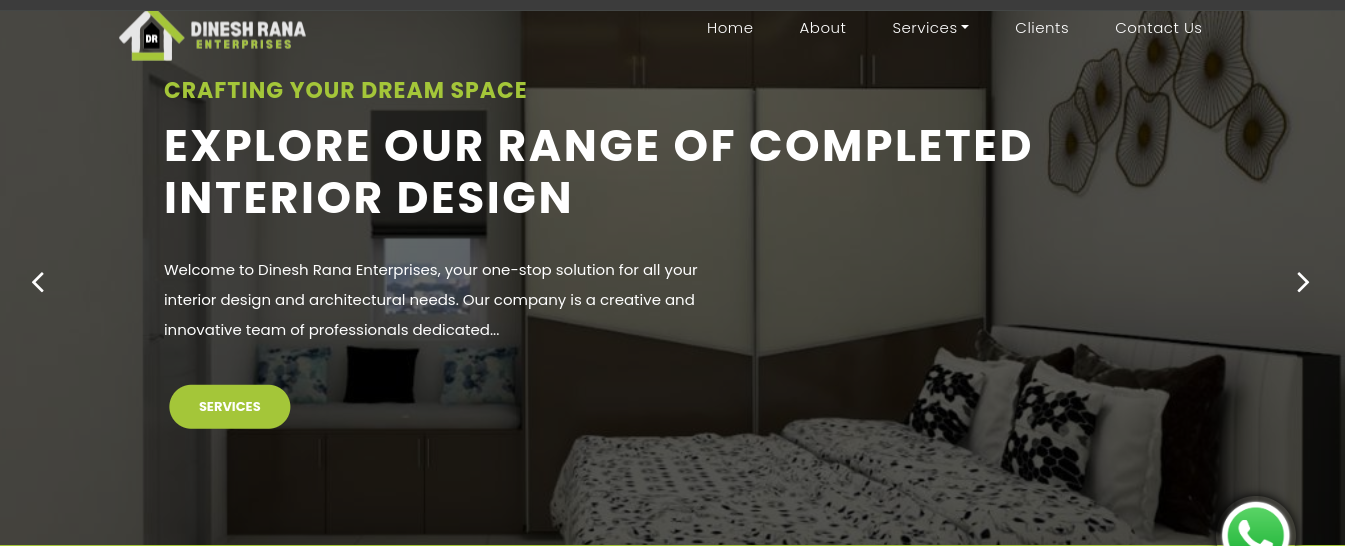 DINESH RANA
ENTERPRISES
DR
Home About Services Clients Contact Us
CRAFTING YOUR DREAM SPACE
EXPLORE OUR RANGE OF COMPLETED
INTERIOR DESIGN
Welcome to Dinesh Rana Enterprises, your one-stop solution for all your
interior design and architectural needs. Our company is a creative and
innovative team of professionals dedicated...
SERVICES